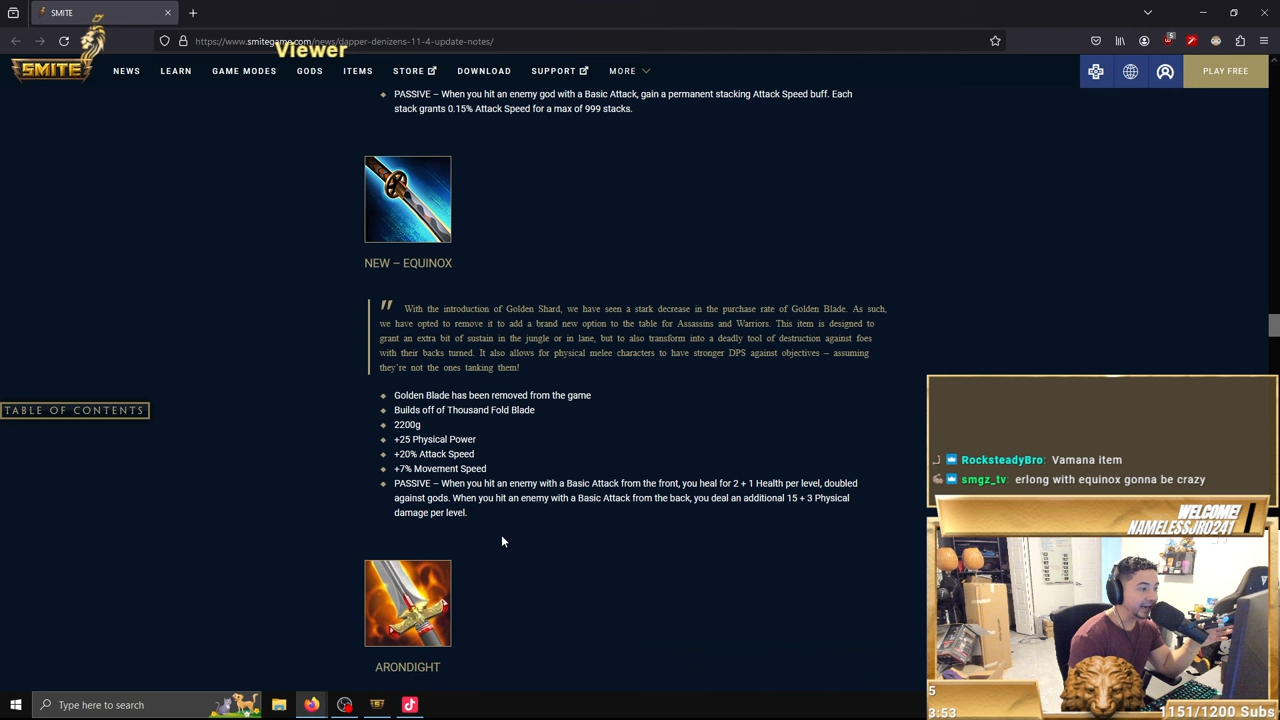 SMITE
https://www.smitegame.com/news/dapper-denizens-11-4-update-notes/
5
Viewer
SMITE
NEWS
LEARN
GAME MODES
GODS
ITEMS
STORE
DOWNLOAD
SUPPORT
MORE
PLAY FREE
PASSIVE – When you hit an enemy god with a Basic Attack, gain a permanent stacking Attack Speed buff. Each
stack grants 0.15% Attack Speed for a max of 999 stacks.
NEW – EQUINOX
" With the introduction of Golden Shard, we have seen a stark decrease in the purchase rate of Golden Blade. As such,
we have opted to remove it to add a brand new option to the table for Assassins and Warriors. This item is designed to
grant an extra bit of sustain in the jungle or in lane, but to also transform into a deadly tool of destruction against foes
with their backs turned. It also allows for physical melee characters to have stronger DPS against objectives – assuming
they're not the ones tanking them!
Golden Blade has been removed from the game
Builds off of Thousand Fold Blade
2200g
+25 Physical Power
+20% Attack Speed
+7% Movement Speed
PASSIVE – When you hit an enemy with a Basic Attack from the front, you heal for 2 + 1 Health per level, doubled
against gods. When you hit an enemy with a Basic Attack from the back, you deal an additional 15 + 3 Physical
damage per level.
ARONDIGHT
TABLE OF CONTENTS
RocksteadyBro: Vamana item
smgz_tv: erlong with equinox gonna be crazy
WELCOME!
NAMELESSJRO241
5
3:53
1151/1200 Subs
Type here to search